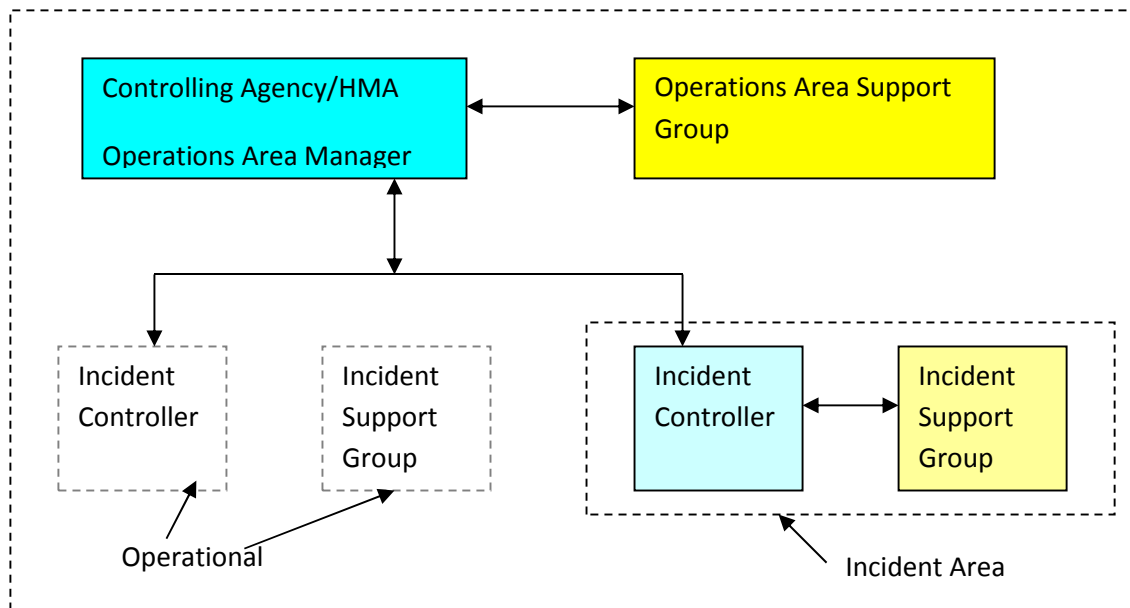 Controlling Agency/HMA
Operations Area Manager
Operations Area Support
Group
Incident
Controller
Incident
Support
Group
Incident
Controller
Incident
Support
Group
Operational
Incident Area